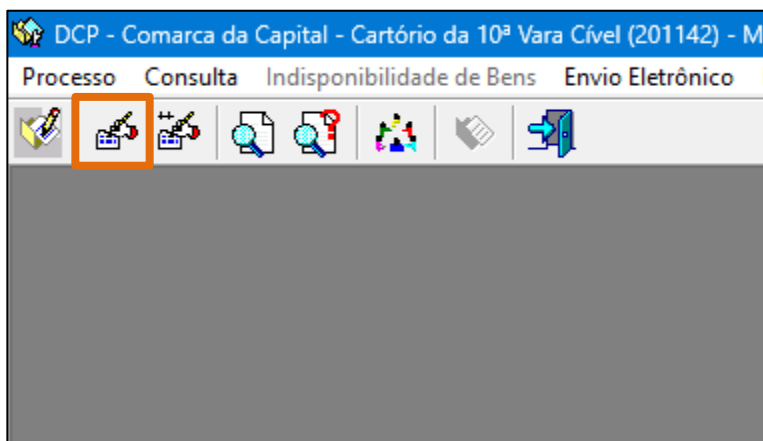 DCP - Comarca da Capital - Cartório da 10ª Vara Cível (201142) - M
Processo Consulta Indisponibilidade de Bens Envio Eletrônico